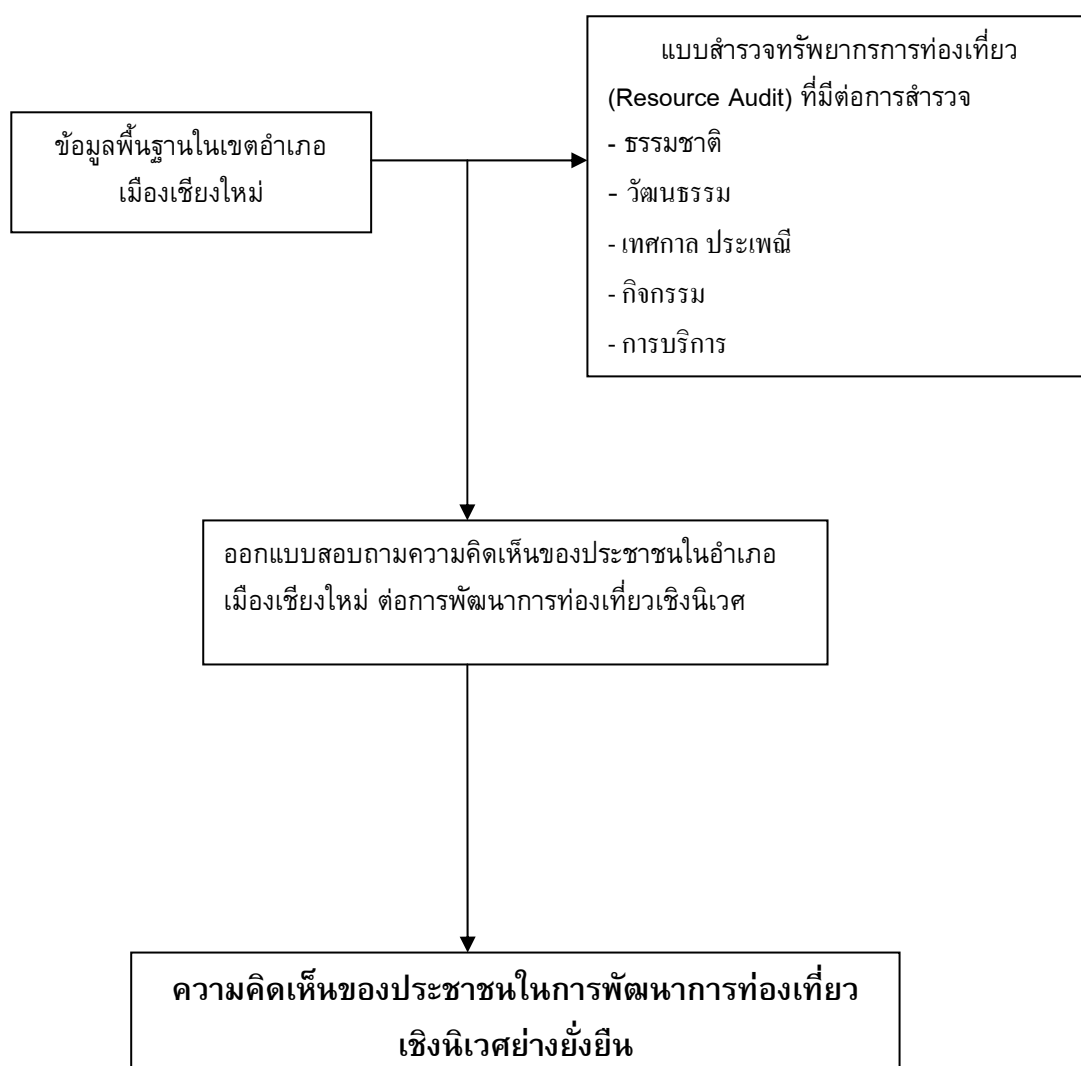 แบบสำรวจทรัพยากรการท่องเที่ยว
(Resource Audit) ที่มีต่อการสำรวจ
- ธรรมชาติ
- วัฒนธรรม
- เทศกาล ประเพณี
- กิจกรรม
- การบริการ
ข้อมูลพื้นฐานในเขตอำเภอ
เมืองเชียงใหม่
ออกแบบสอบถามความคิดเห็นของประชาชนในอำเภอ
เมืองเชียงใหม่ ต่อการพัฒนาการท่องเที่ยวเชิงนิเวศ
ความคิดเห็นของประชาชนในการพัฒนาการท่องเที่ยว
เชิงนิเวศย่างยั่งยืน